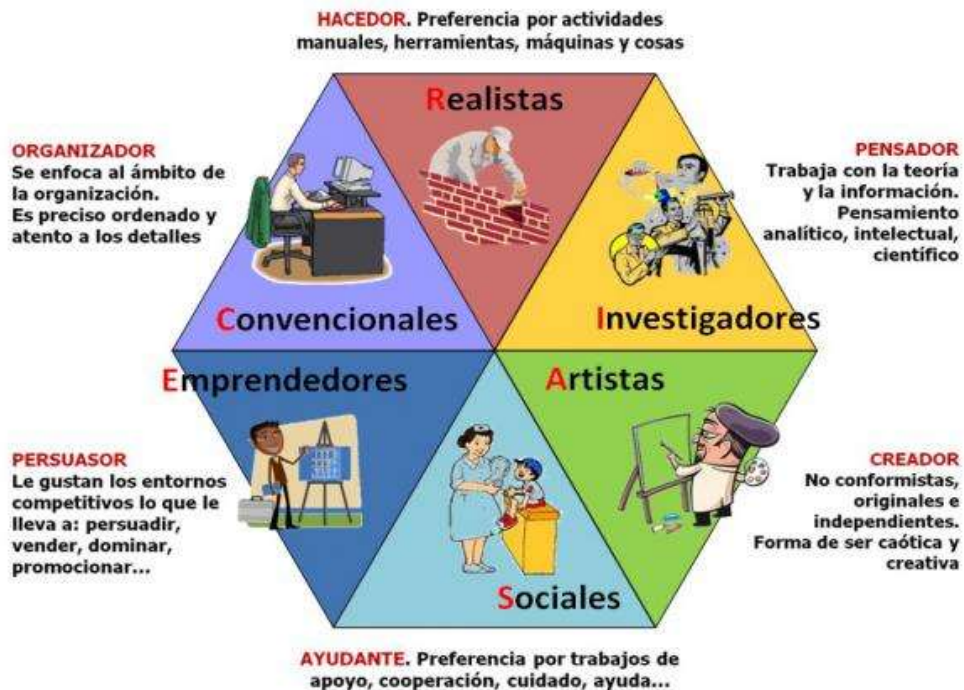 HACEDOR. Preferencia por actividades
manuales, herramientas, máquinas y cosas
Realistas
ORGANIZADOR
Se enfoca al ámbito de
la organización.
Es preciso ordenado y
atento a los detalles
PENSADOR
Trabaja con la teoría
y la información.
Pensamiento
analítico, intelectual,
científico
Convencionales
Investigadores
Emprendedores
Artistas
PERSUASOR
Le gustan los entornos
competitivos lo que le
lleva a: persuadir,
vender, dominar,
promocionar...
CREADOR
No conformistas,
originales e
independientes.
Forma de ser caótica y
creativa
Sociales
AYUDANTE. Preferencia por trabajos de
apoyo, cooperación, cuidado, ayuda...